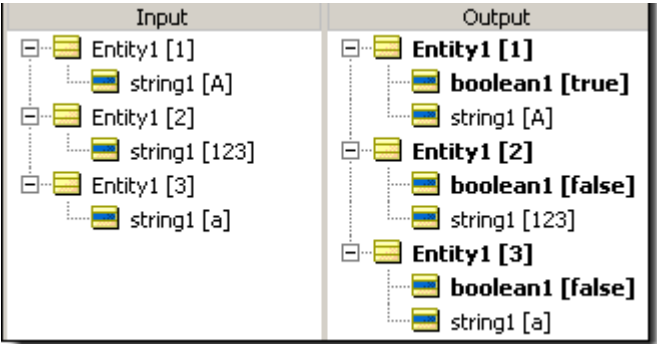 Input
Entity1 [1]
string1 [A]
Entity1 [2]
string1 [123]
Entity1 [3]
string1 [a]
Output
Entity1 [1]
boolean1 [true]
string1 [A]
Entity1 [2]
boolean1 [false]
string1 [123]
Entity1 [3]
boolean1 [false]
string1 [a]